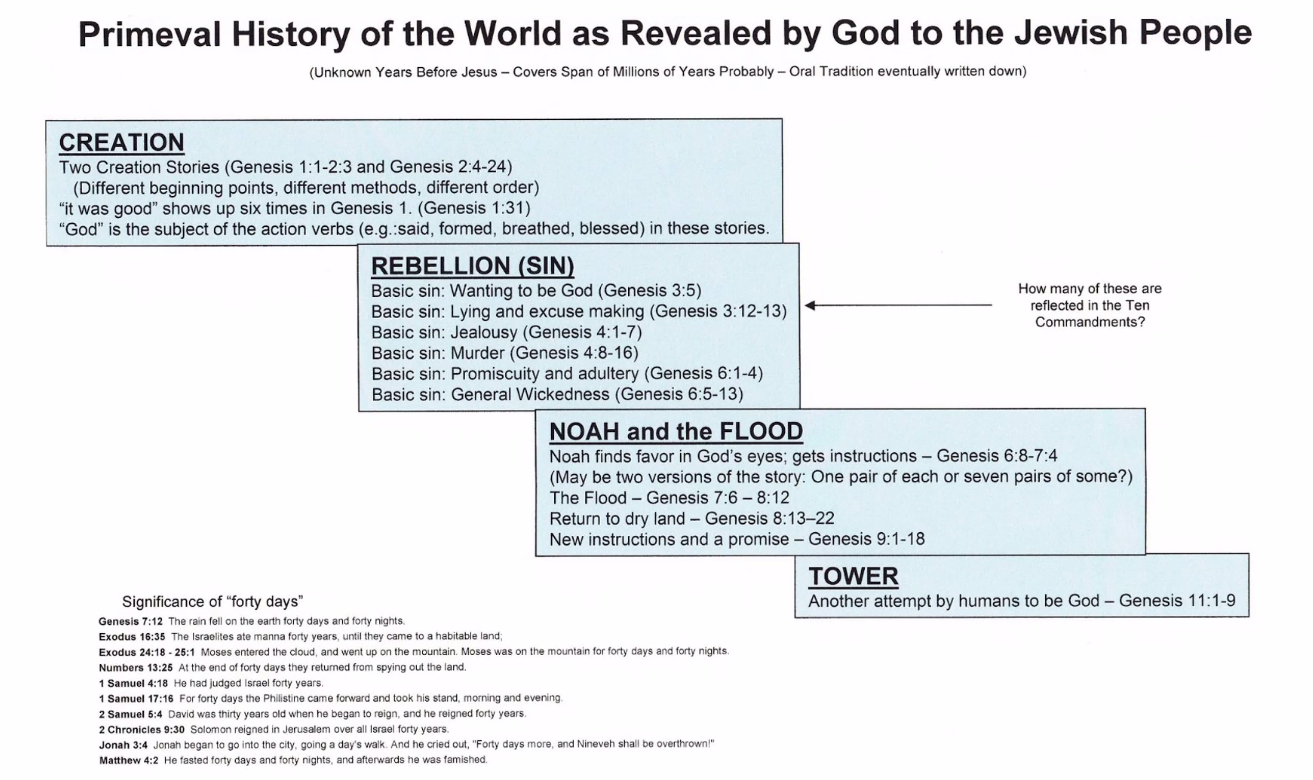 Primeval History of the World as Revealed by God to the Jewish People
(Unknown Years Before Jesus – Covers Span of Millions of Years Probably – Oral Tradition eventually written down)
CREATION
Two Creation Stories (Genesis 1:1-2:3 and Genesis 2:4-24)
(Different beginning points, different methods, different order)
“it was good” shows up six times in Genesis 1. (Genesis 1:31)
“God” is the subject of the action verbs (e.g.:said, formed, breathed, blessed) in these stories.
REBELLION (SIN)
Basic sin: Wanting to be God (Genesis 3:5)
Basic sin: Lying and excuse making (Genesis 3:12-13)
Basic sin: Jealousy (Genesis 4:1-7)
Basic sin: Murder (Genesis 4:8-16)
Basic sin: Promiscuity and adultery (Genesis 6:1-4)
Basic sin: General Wickedness (Genesis 6:5-13)
How many of these are
reflected in the Ten
Commandments?
NOAH and the FLOOD
Noah finds favor in God’s eyes; gets instructions – Genesis 6:8-7:4
(May be two versions of the story: One pair of each or seven pairs of some?)
The Flood – Genesis 7:6 – 8:12
Return to dry land – Genesis 8:13–22
New instructions and a promise – Genesis 9:1-18
TOWER
Another attempt by humans to be God – Genesis 11:1-9
Significance of “forty days”
Genesis 7:12 The rain fell on the earth forty days and forty nights.
Exodus 16:35 The Israelites ate manna forty years, until they came to a habitable land;
Exodus 24:18 - 25:1 Moses entered the cloud, and went up on the mountain. Moses was on the mountain for forty days and forty nights.
Numbers 13:25 At the end of forty days they returned from spying out the land.
1 Samuel 4:18 He had judged Israel forty years.
1 Samuel 17:16 For forty days the Philistine came forward and took his stand, morning and evening.
2 Samuel 5:4 David was thirty years old when he began to reign, and he reigned forty years.
2 Chronicles 9:30 Solomon reigned in Jerusalem over all Israel forty years.
Jonah 3:4 Jonah began to go into the city, going a day's walk. And he cried out, "Forty days more, and Nineveh shall be overthrown!"
Matthew 4:2 He fasted forty days and forty nights, and afterwards he was famished.